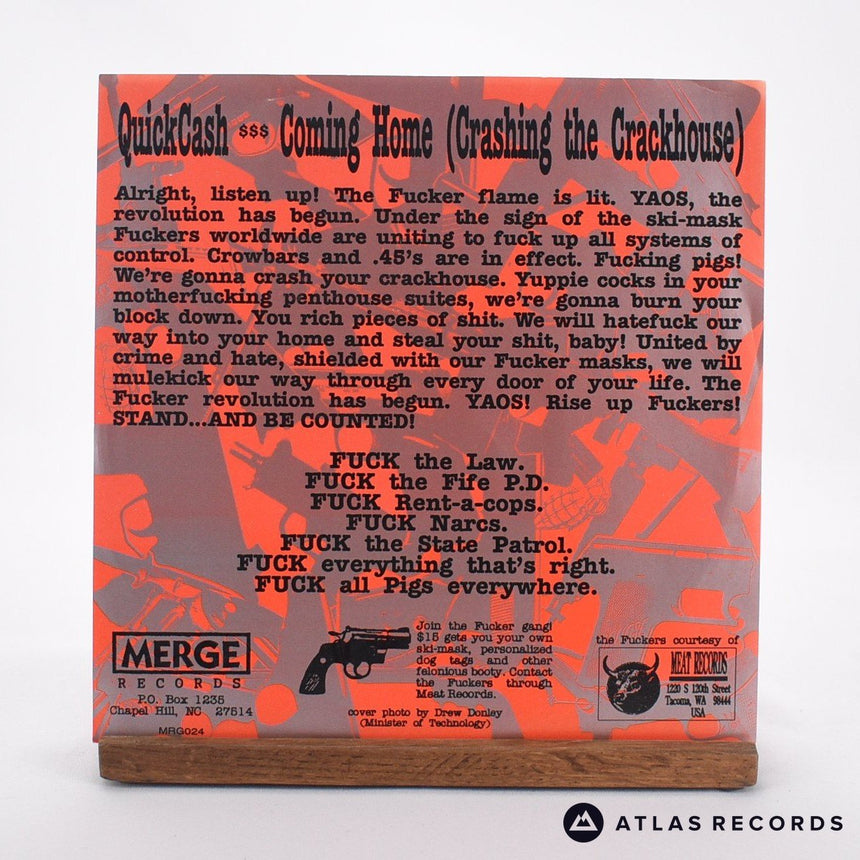 QuickCash $$$ Coming Home (Crashing the Crackhouse)
Alright, listen up! The Fucker flame is lit. YAOS, the
revolution has begun. Under the sign of the ski-mask
Fuckers worldwide are uniting to fuck up all systems of
control. Crowbars and .45's are in effect. Fucking pigs!
We're gonna crash your crackhouse. Yuppie cocks in your
motherfucking penthouse suites, we're gonna burn your
block down. You rich pieces of shit. We will hatefuck our
way into your home and steal your shit, baby! United by
crime and hate, shielded with our Fucker masks, we will
mulekick our way through every door of your life. The
Fucker revolution has begun. YAOS! Rise up Fuckers!
STAND...AND BE COUNTED!
FUCK the Law.
FUCK the Fife P.D.
FUCK Rent-a-cops.
FUCK Narcs.
FUCK the State Patrol.
FUCK everything that's right.
FUCK all Pigs everywhere.
MERGE
RECORDS
P.O. Box 1235
Chapel Hill, NC 27514
MRG024
Join the Fucker gang!
$15 gets you your own
ski-mask, personalized
dog tags and other
felonious booty. Contact
the Fuckers through
Meat Records.
cover photo by Drew Donley
(Minister of Technology)
the Fuckers courtesy of
MEAT RECORDS
1220 S 120th Street
Tacoma, WA 98444
USA
ATLAS RECORDS